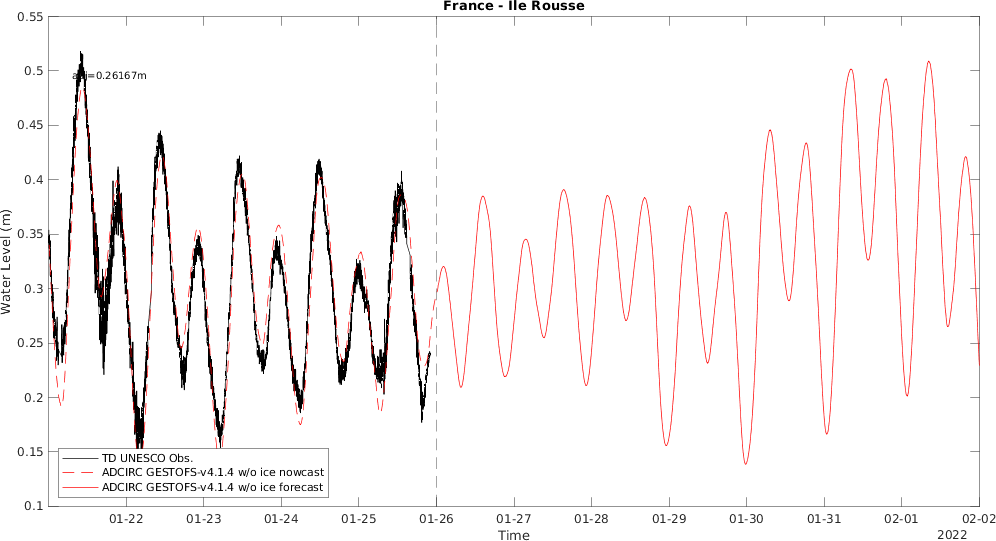 France - Ile Rousse
0.55
0.5
0.45
0.4
0.35
0.3
0.25
0.2
0.15
0.1
Water Level (m)
=0.26167m
TD UNESCO Obs.
ADCIRC GESTOFS-v4.1.4 w/o ice nowcast
ADCIRC GESTOFS-v4.1.4 w/o ice forecast
01-22 01-23 01-24 01-25 01-26 01-27 01-28 01-29 01-30 01-31 02-01 02-02
Time
2022